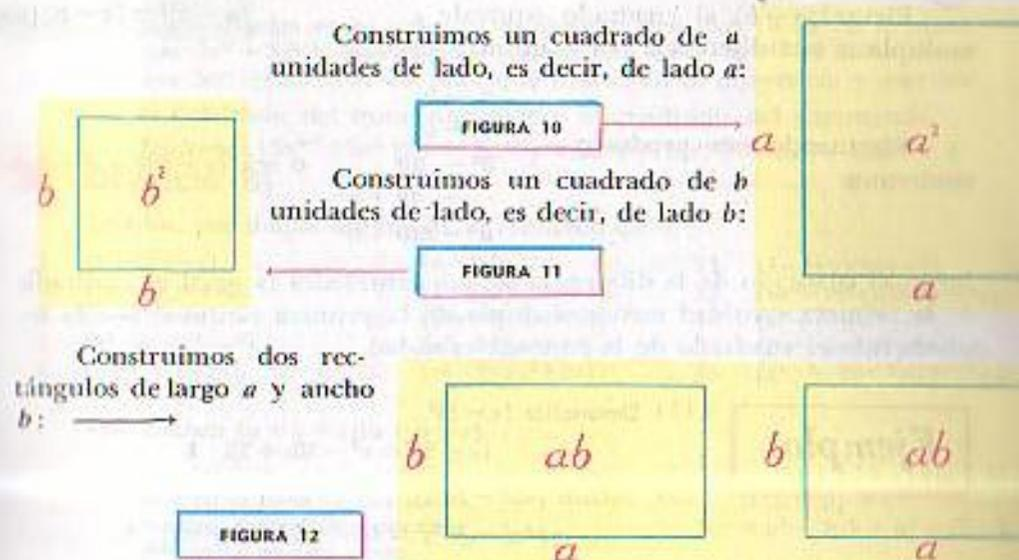 Construimos un cuadrado de a
unidades de lado, es decir, de lado a:
FIGURA 10
a
a²
a
Construimos un cuadrado de b
unidades de lado, es decir, de lado b:
FIGURA 11
b
b²
b
Construimos dos rec-
tángulos de largo a y ancho
b:
b
ab
a
b
ab
a
FIGURA 12